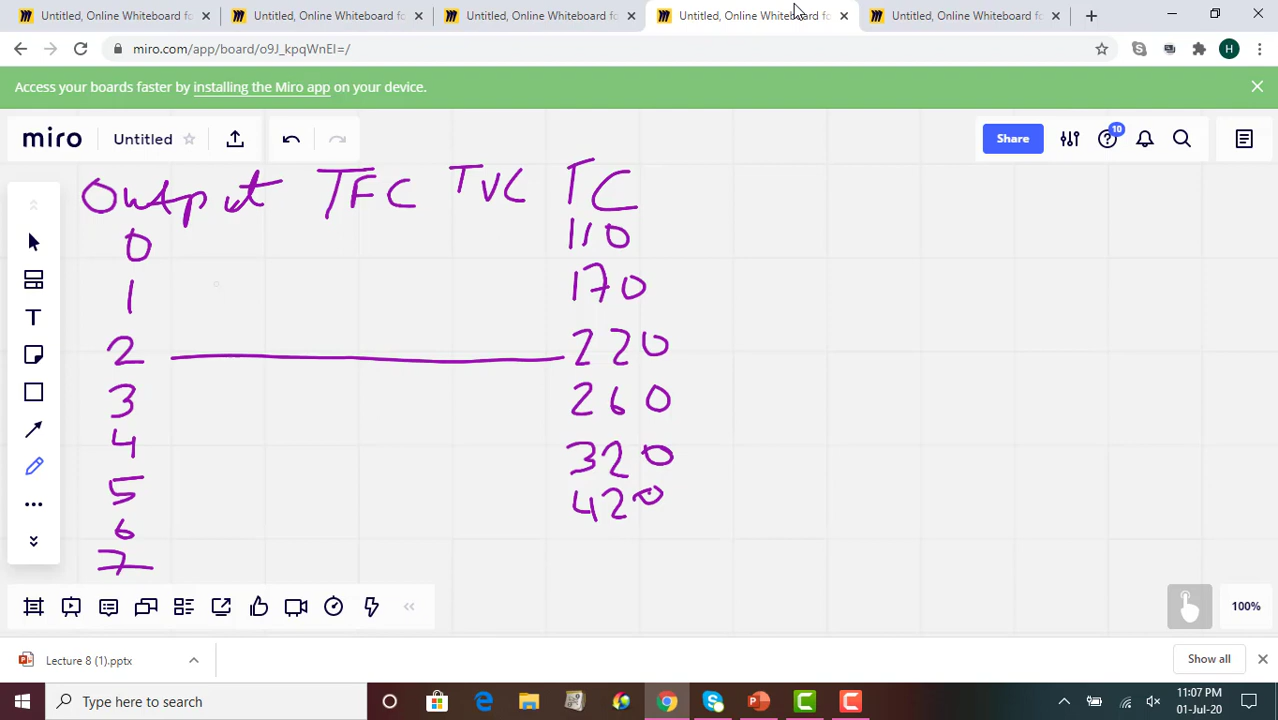 Untitled, Online Whiteboard fo
Untitled, Online Whiteboard fo
Untitled, Online Whiteboard fo
Untitled, Online Whiteboard fo
Untitled, Online Whiteboard fo
miro.com/app/board/o9J_kpqWnEI=/
H
Access your boards faster by installing the Miro app on your device.
miro
Untitled
Share
10
Output TFC TVC TC
0 110
1 170
2 220
3 260
4 320
5 420
6
7
T
100%
Lecture 8 (1).pptx
Show all
Type here to search
11:07 PM
01-Jul-20